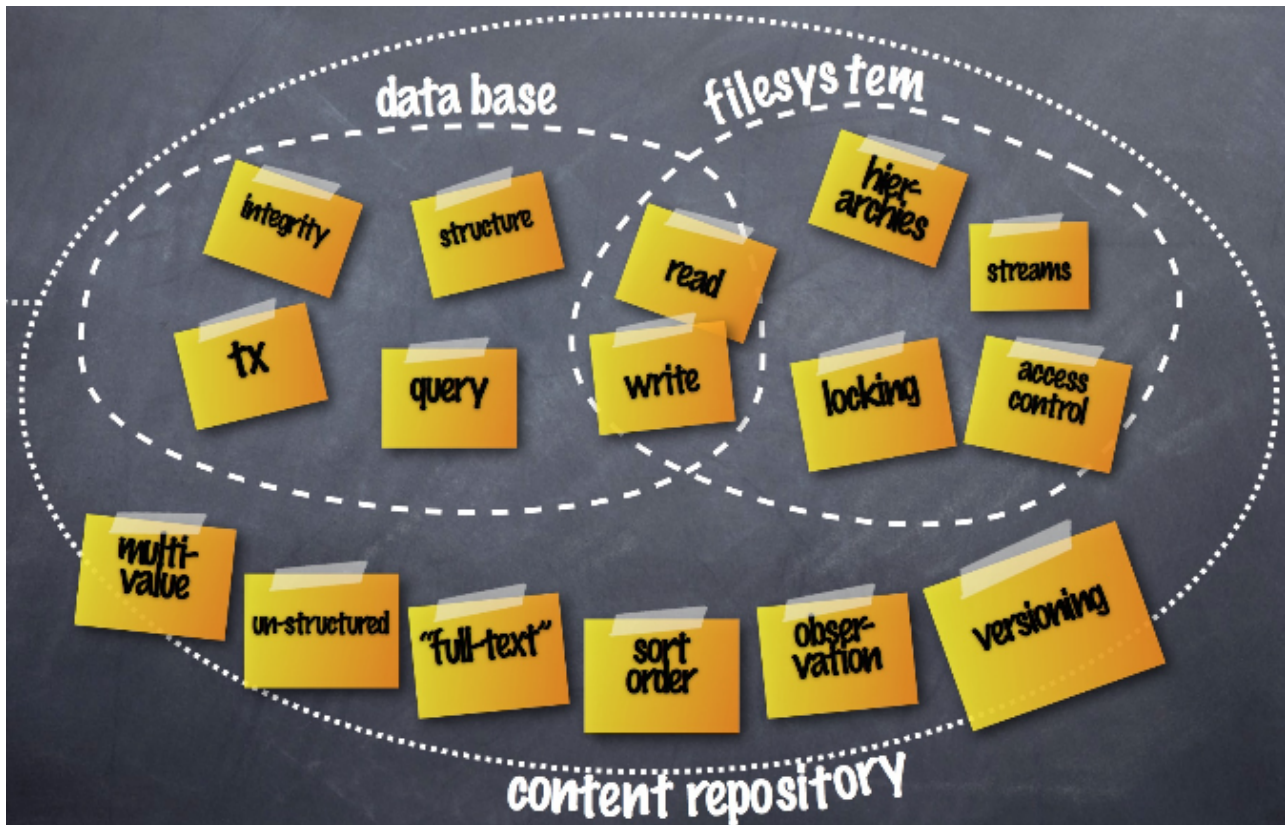 data base
filesystem
integrity
structure
read
hier-
archies
streams
tx
query
write
locking
access
control
multi-
value
un-structured
"full-text"
sort
order
obser-
vation
versioning
content repository